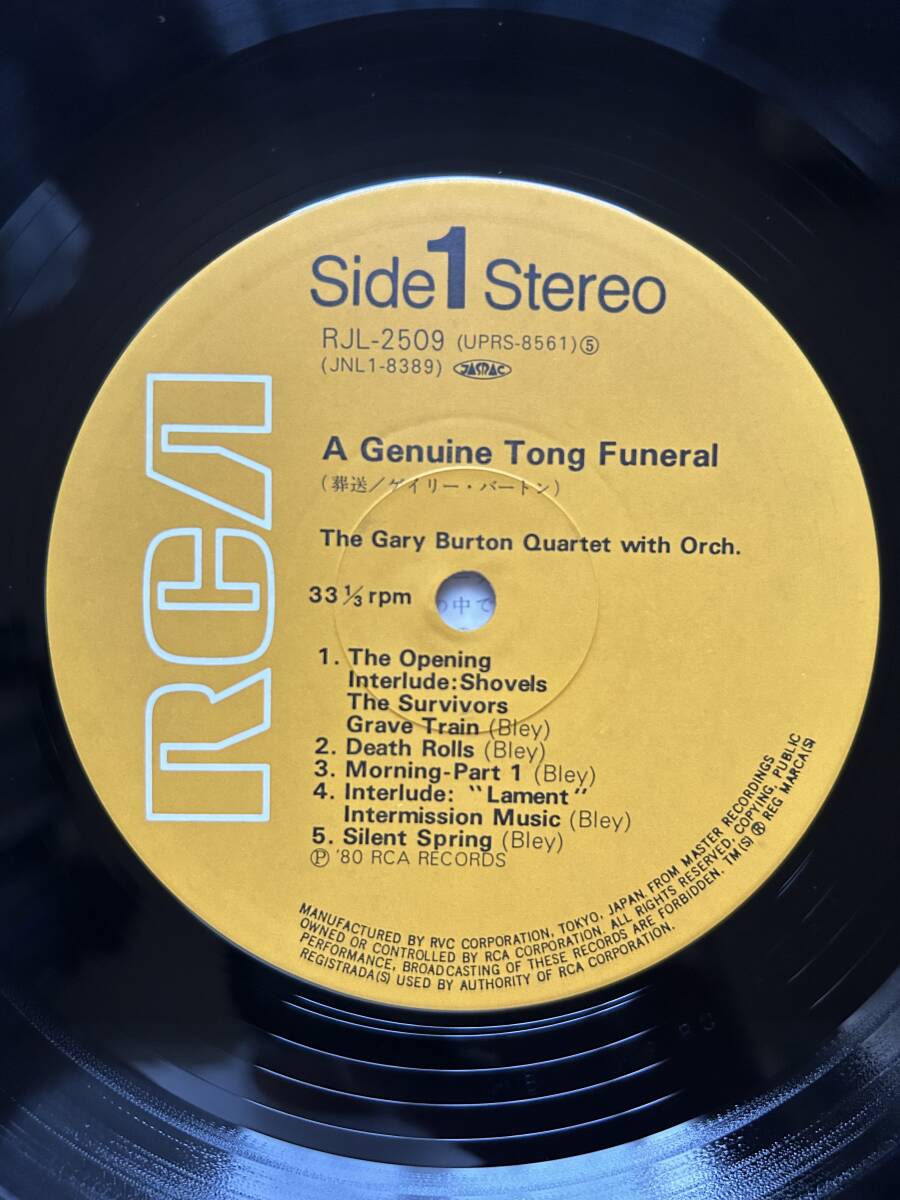 Side 1 Stereo
RJL-2509 (UPRS-8561)⑤
(JNL1-8389) JASRAC
RCA
A Genuine Tong Funeral
(葬送/ゲイリー・バートン)
The Gary Burton Quartet with Orch.
33 1/3 rpm
の中で
1. The Opening
Interlude:Shovels
The Survivors
Grave Train (Bley)
2. Death Rolls (Bley)
3. Morning-Part 1 (Bley)
4. Interlude: "Lament"
Intermission Music (Bley)
5. Silent Spring (Bley)
Ⓟ '80 RCA RECORDS
MANUFACTURED BY RVC CORPORATION, TOKYO, JAPAN. FROM MASTER RECORDINGS
OWNED OR CONTROLLED BY RCA CORPORATION. ALL RIGHTS RESERVED, COPYING, PUBLIC
PERFORMANCE, BROADCASTING OF THESE RECORDS ARE FORBIDDEN. TM(S) ® REG MARCA(S)
REGISTRADA(S) USED BY AUTHORITY OF RCA CORPORATION.